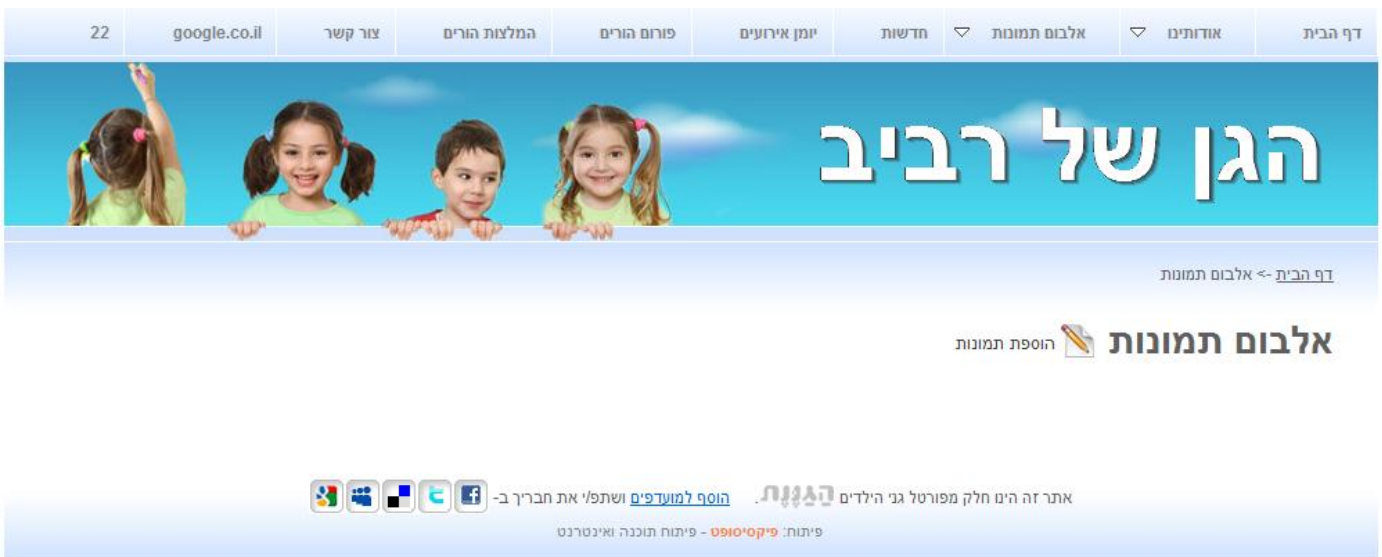 דף הבית אודותינו אלבום תמונות חדשות יומן אירועים פורום הורים המלצות הורים צור קשר google.co.il 22
הגן של רביב
דף הבית -> אלבום תמונות
אלבום תמונות הוספת תמונות
אתר זה הינו חלק מפורטל גני הילדים הגננת. הוסף למועדפים ושתפ/י את חבריך ב-
פיתוח: פיקסיסופט - פיתוח תוכנה ואינטרנט